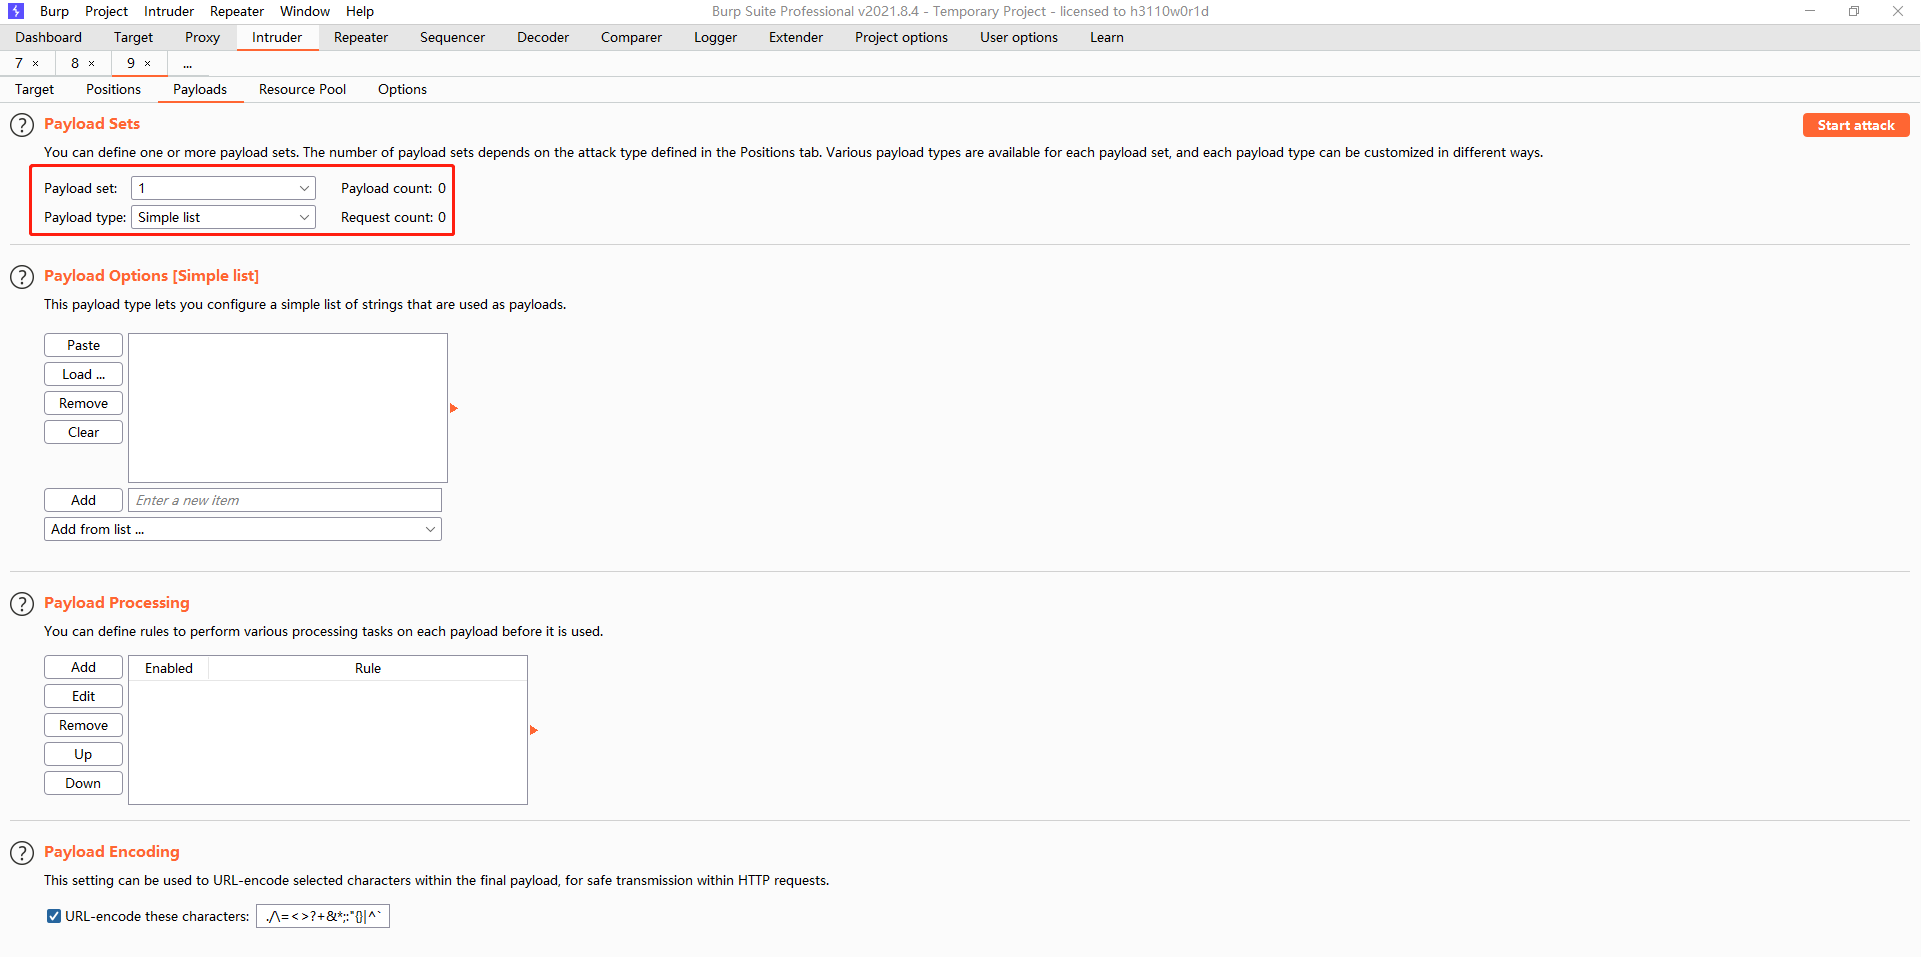 Burp Project Intruder Repeater Window Help Burp Suite Professional v2021.8.4 - Temporary Project - licensed to h3110w0r1d
Dashboard Target Proxy Intruder Repeater Sequencer Decoder Comparer Logger Extender Project options User options Learn
7 × 8 × 9 × ...
Target Positions Payloads Resource Pool Options
? Payload Sets Start attack
You can define one or more payload sets. The number of payload sets depends on the attack type defined in the Positions tab. Various payload types are available for each payload set, and each payload type can be customized in different ways.
Payload set: 1 Payload count: 0
Payload type: Simple list Request count: 0
? Payload Options [Simple list]
This payload type lets you configure a simple list of strings that are used as payloads.
Paste
Load ...
Remove
Clear
Add Enter a new item
Add from list ...
? Payload Processing
You can define rules to perform various processing tasks on each payload before it is used.
Add Enabled Rule
Edit
Remove
Up
Down
? Payload Encoding
This setting can be used to URL-encode selected characters within the final payload, for safe transmission within HTTP requests.
URL-encode these characters: ./\=<>?+&*;:"{}|^`